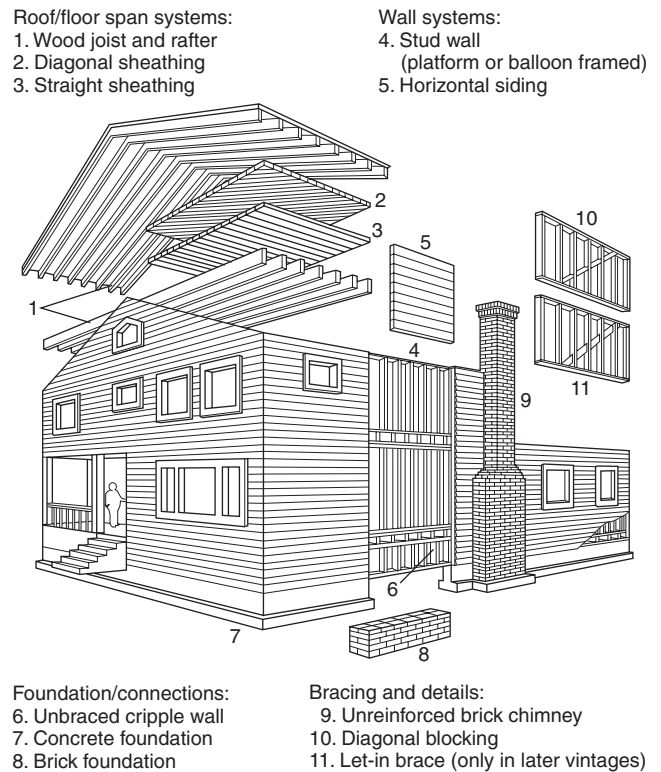 Roof/floor span systems:
1. Wood joist and rafter
2. Diagonal sheathing
3. Straight sheathing
Wall systems:
4. Stud wall
(platform or balloon framed)
5. Horizontal siding
2
3
5
10
1
4
11
9
6
7
8
Foundation/connections:
6. Unbraced cripple wall
7. Concrete foundation
8. Brick foundation
Bracing and details:
9. Unreinforced brick chimney
10. Diagonal blocking
11. Let-in brace (only in later vintages)